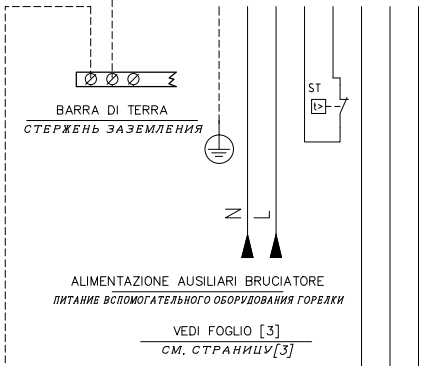 ST
t>
BARRA DI TERRA
СТЕРЖЕНЬ ЗАЗЕМЛЕНИЯ
N L
ALIMENTAZIONE AUSILIARI BRUCIATORE
ПИТАНИЕ ВСПОМОГАТЕЛЬНОГО ОБОРУДОВАНИЯ ГОРЕЛКИ
VEDI FOGLIO [3]
СМ. СТРАНИЦУ[3]